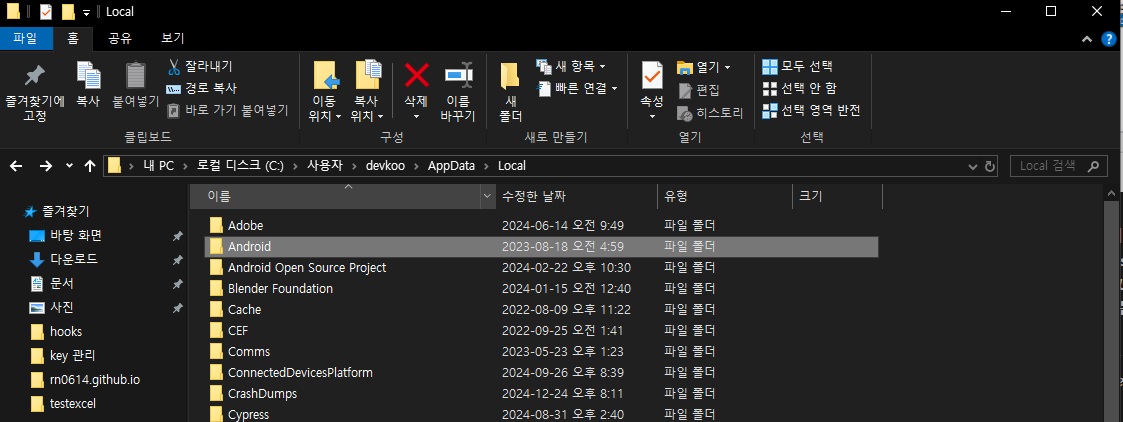 Local
파일 홈 공유 보기
즐겨찾기에 고정
복사
붙여넣기
잘라내기
경로 복사
바로 가기 붙여넣기
클립보드
이동 위치
복사 위치
삭제
이름 바꾸기
구성
새 폴더
새 항목
빠른 연결
새로 만들기
속성
열기
편집
히스토리
열기
모두 선택
선택 안 함
선택 영역 반전
선택
내 PC > 로컬 디스크 (C:) > 사용자 > devkoo > AppData > Local
Local 검색
즐겨찾기
바탕 화면
다운로드
문서
사진
hooks
key 관리
rn0614.github.io
testexcel
이름 수정한 날짜 유형 크기
Adobe 2024-06-14 오전 9:49 파일 폴더
Android 2023-08-18 오전 4:59 파일 폴더
Android Open Source Project 2024-02-22 오후 10:30 파일 폴더
Blender Foundation 2024-01-15 오전 12:40 파일 폴더
Cache 2022-08-09 오후 11:22 파일 폴더
CEF 2022-09-25 오전 1:41 파일 폴더
Comms 2023-05-23 오후 1:23 파일 폴더
ConnectedDevicesPlatform 2024-09-26 오후 8:39 파일 폴더
CrashDumps 2024-12-24 오후 8:11 파일 폴더
Cypress 2024-08-31 오후 2:40 파일 폴더